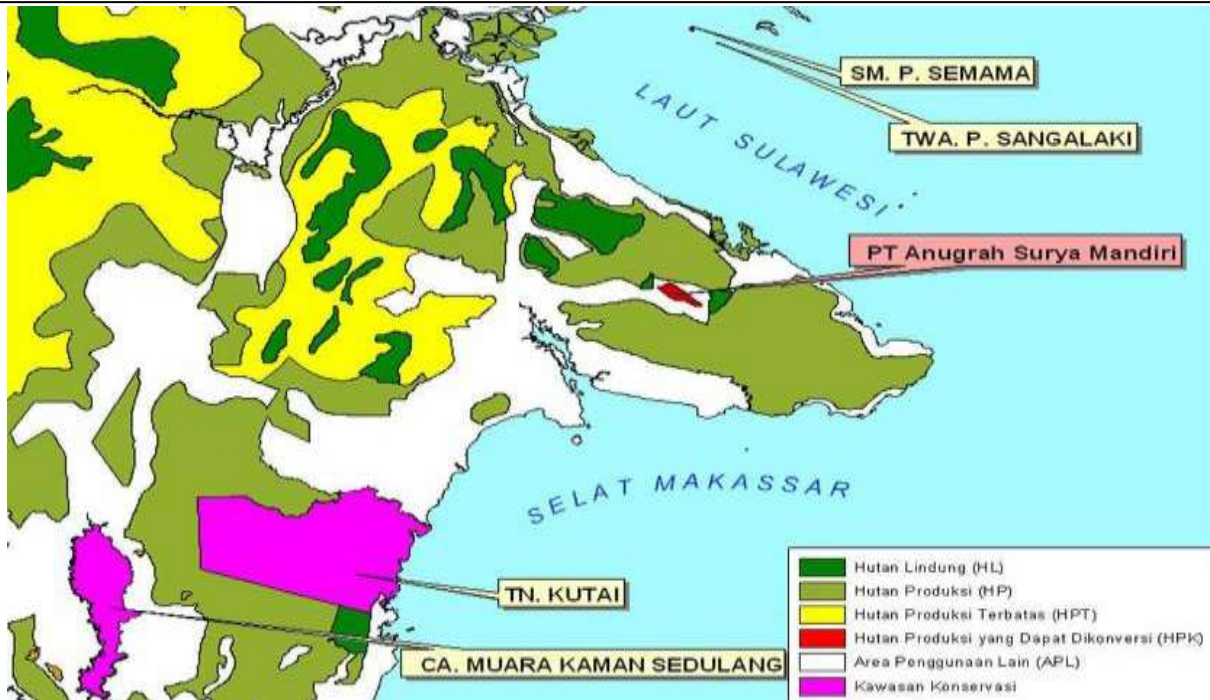 SM. P. SEMAMA
TWA. P. SANGALAKI
LAUT SULAWESI
PT Anugrah Surya Mandiri
SELAT MAKASSAR
TN. KUTAI
CA. MUARA KAMAN SEDULANG
Hutan Lindung (HL)
Hutan Produksi (HP)
Hutan Produksi Terbatas (HPT)
Hutan Produksi yang Dapat Dikonversi (HPK)
Area Penggunaan Lain (APL)
Kawasan Konservasi